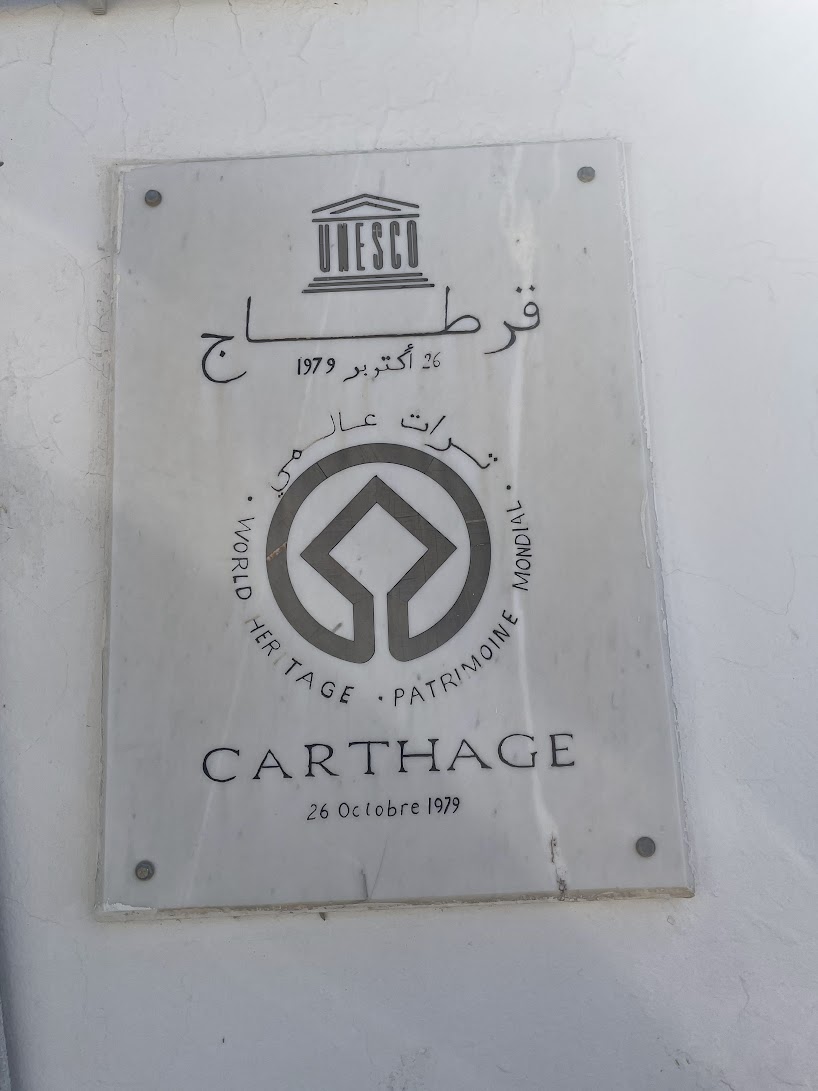 UNESCO
قرطاج
26 أكتوبر 1979
تراث عالمي
• WORLD HERITAGE • PATRIMOINE MONDIAL •
CARTHAGE
26 Octobre 1979